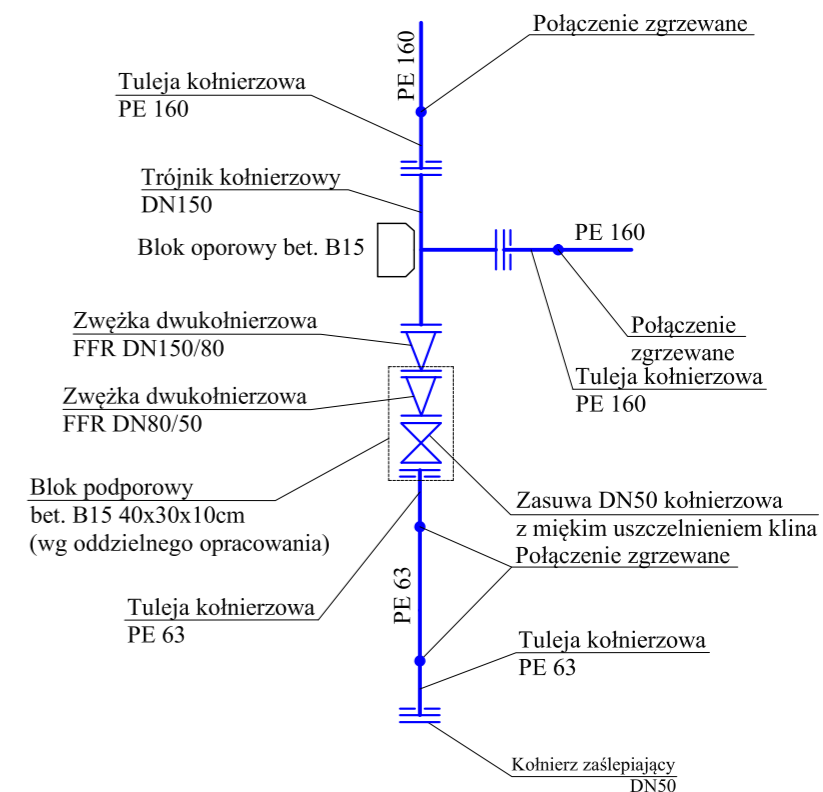 Połączenie zgrzewane
PE 160
Tuleja kołnierzowa
PE 160
Trójnik kołnierzowy
DN150
Blok oporowy bet. B15
PE 160
Zwężka dwukołnierzowa
FFR DN150/80
Połączenie
zgrzewane
Tuleja kołnierzowa
PE 160
Zwężka dwukołnierzowa
FFR DN80/50
Blok podporowy
bet. B15 40x30x10cm
(wg oddzielnego opracowania)
Zasuwa DN50 kołnierzowa
z miękim uszczelnieniem klina
Połączenie zgrzewane
PE 63
Tuleja kołnierzowa
PE 63
Tuleja kołnierzowa
PE 63
Kołnierz zaślepiający
DN50